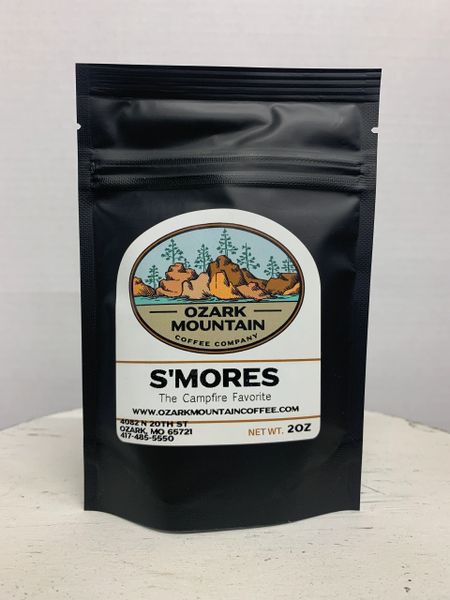 OZARK
MOUNTAIN
COFFEE COMPANY
S'MORES
The Campfire Favorite
WWW.OZARKMOUNTAINCOFFEE.COM
4082 N 20TH ST
OZARK, MO 65721
417-485-5550
NET WT. 2OZ